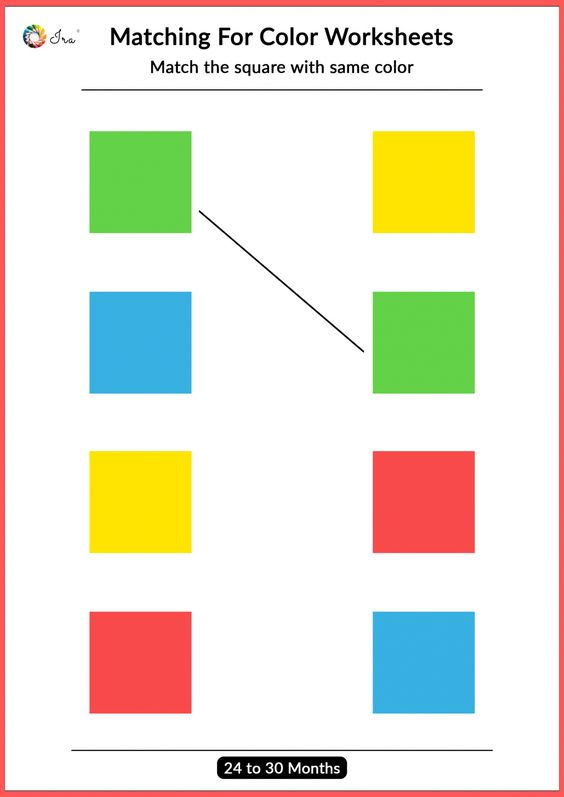 Ira
Matching For Color Worksheets
Match the square with same color
24 to 30 Months